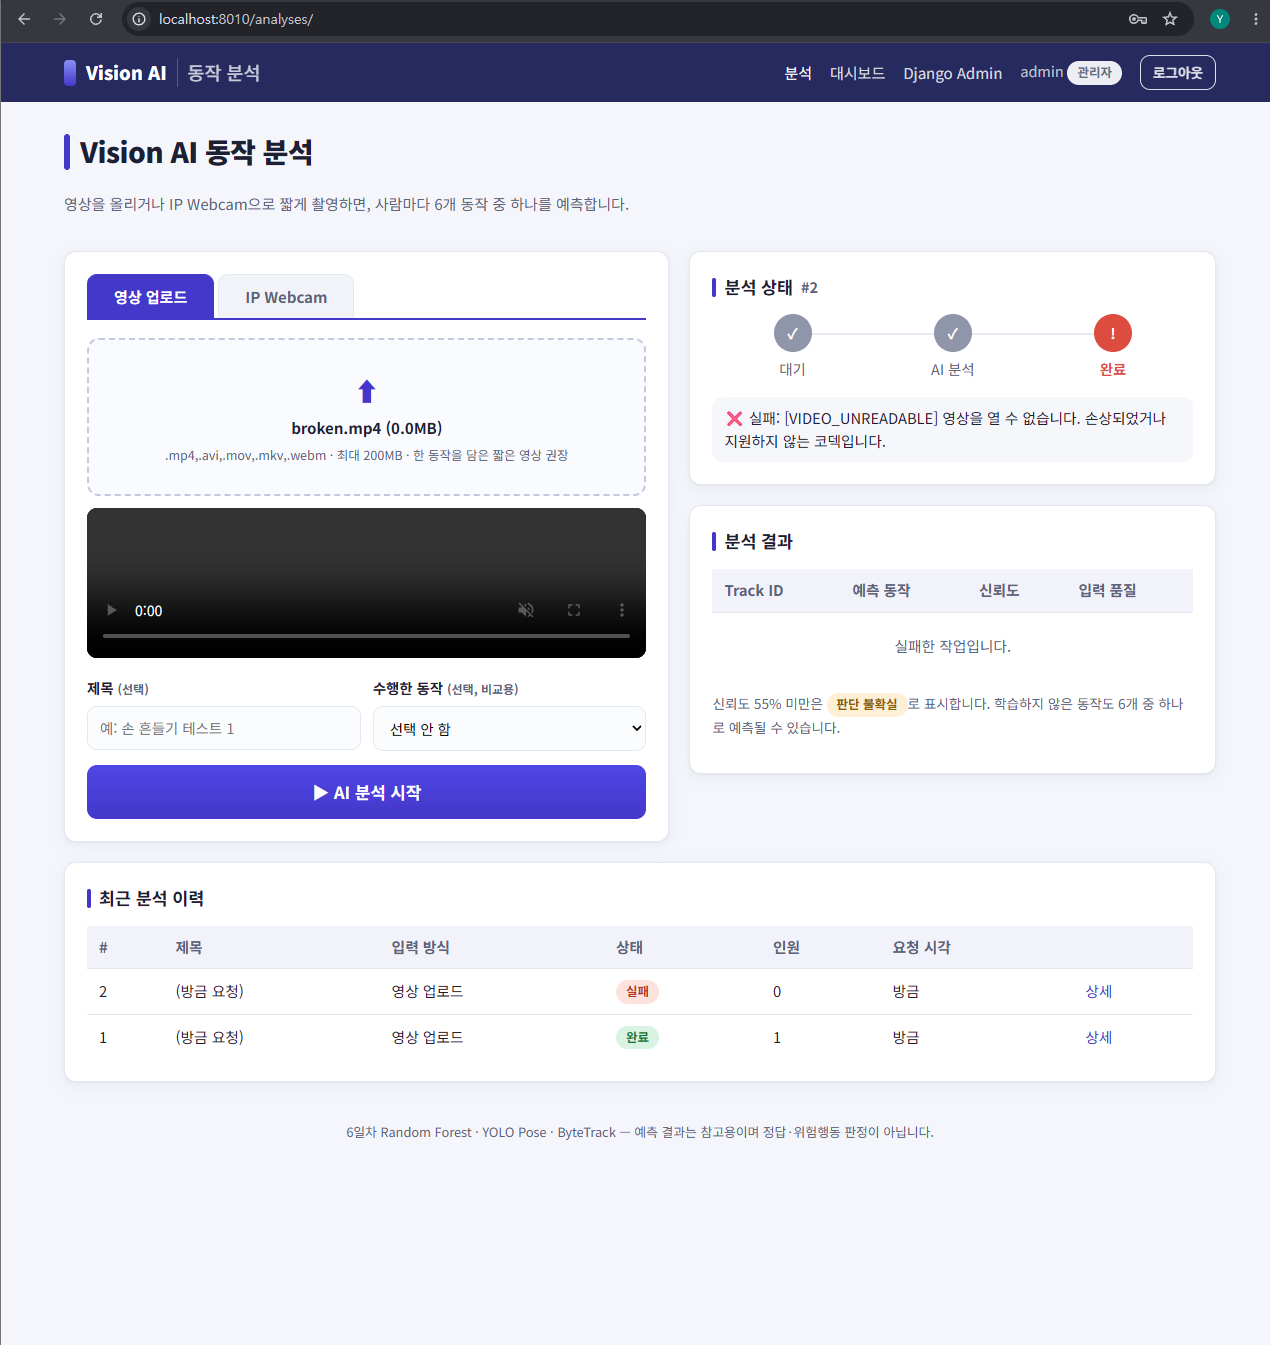 localhost:8010/analyses/
Y
Vision AI 동작 분석
분석 대시보드 Django Admin admin 관리자 로그아웃
Vision AI 동작 분석
영상을 올리거나 IP Webcam으로 짧게 촬영하면, 사람마다 6개 동작 중 하나를 예측합니다.
영상 업로드 IP Webcam
broken.mp4 (0.0MB)
.mp4,.avi,.mov,.mkv,.webm · 최대 200MB · 한 동작을 담은 짧은 영상 권장
0:00
제목 (선택) 수행한 동작 (선택, 비교용)
예: 손 흔들기 테스트 1 선택 안 함
▶ AI 분석 시작
분석 상태 #2
✓ ✓ !
대기 AI 분석 완료
❌ 실패: [VIDEO_UNREADABLE] 영상을 열 수 없습니다. 손상되었거나
지원하지 않는 코덱입니다.
분석 결과
Track ID 예측 동작 신뢰도 입력 품질
실패한 작업입니다.
신뢰도 55% 미만은 판단 불확실 로 표시합니다. 학습하지 않은 동작도 6개 중 하나
로 예측될 수 있습니다.
최근 분석 이력
# 제목 입력 방식 상태 인원 요청 시각
2 (방금 요청) 영상 업로드 실패 0 방금 상세
1 (방금 요청) 영상 업로드 완료 1 방금 상세
6일차 Random Forest · YOLO Pose · ByteTrack — 예측 결과는 참고용이며 정답·위험행동 판정이 아닙니다.